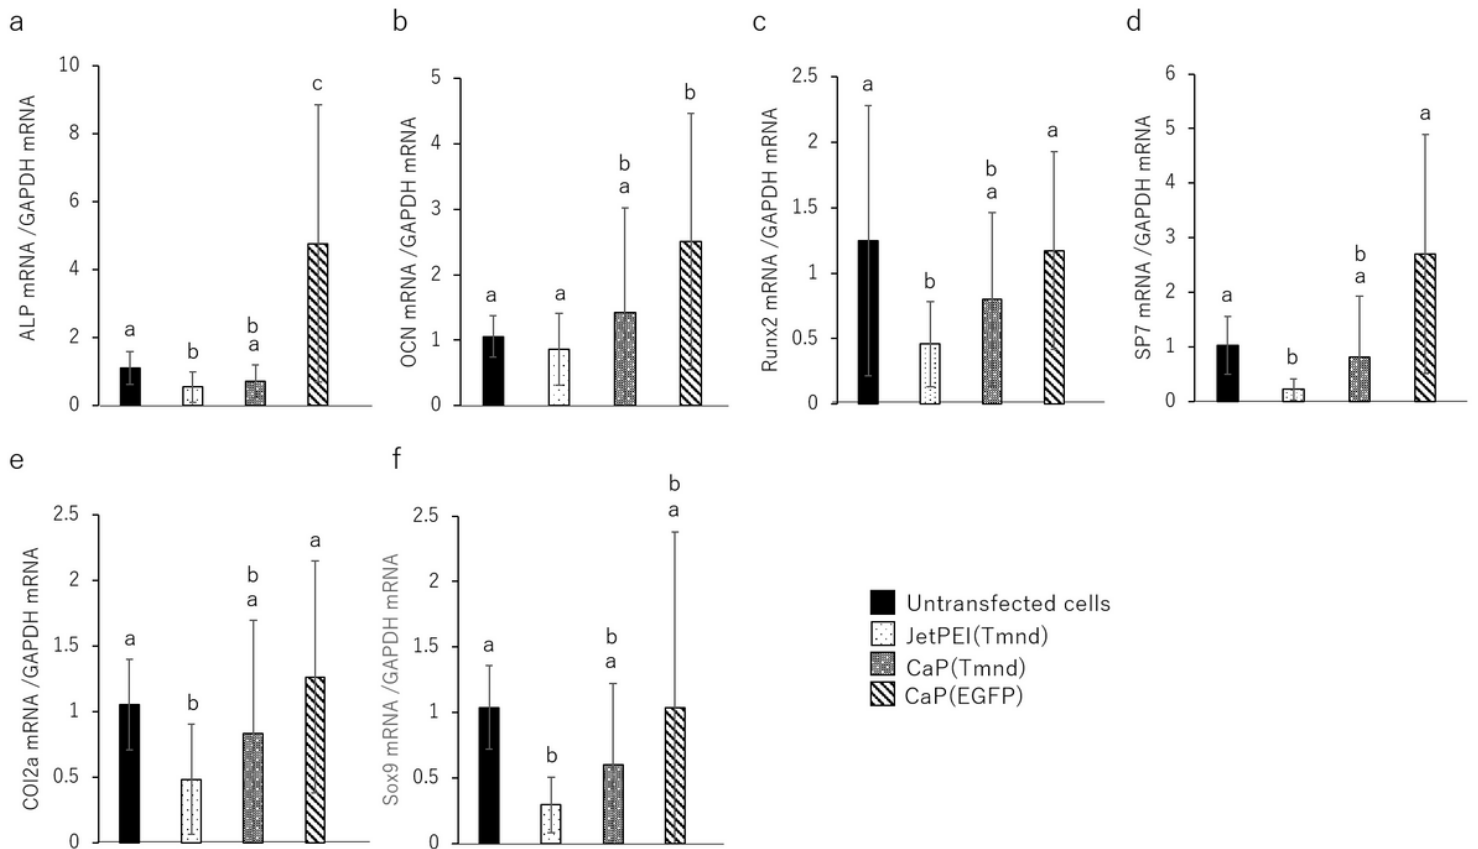 a
ALP mRNA /GAPDH mRNA
10
8
6
4
2
0
a
b
b
a
c
b
OCN mRNA /GAPDH mRNA
5
4
3
2
1
0
a
a
b
a
b
c
Runx2 mRNA /GAPDH mRNA
2.5
2
1.5
1
0.5
0
a
b
b
a
a
d
SP7 mRNA /GAPDH mRNA
6
5
4
3
2
1
0
a
b
b
a
a
e
COl2a mRNA /GAPDH mRNA
2.5
2
1.5
1
0.5
0
a
b
b
a
a
f
Sox9 mRNA /GAPDH mRNA
2.5
2
1.5
1
0.5
0
a
b
b
a
b
a
Untransfected cells
JetPEI(Tmnd)
CaP(Tmnd)
CaP(EGFP)